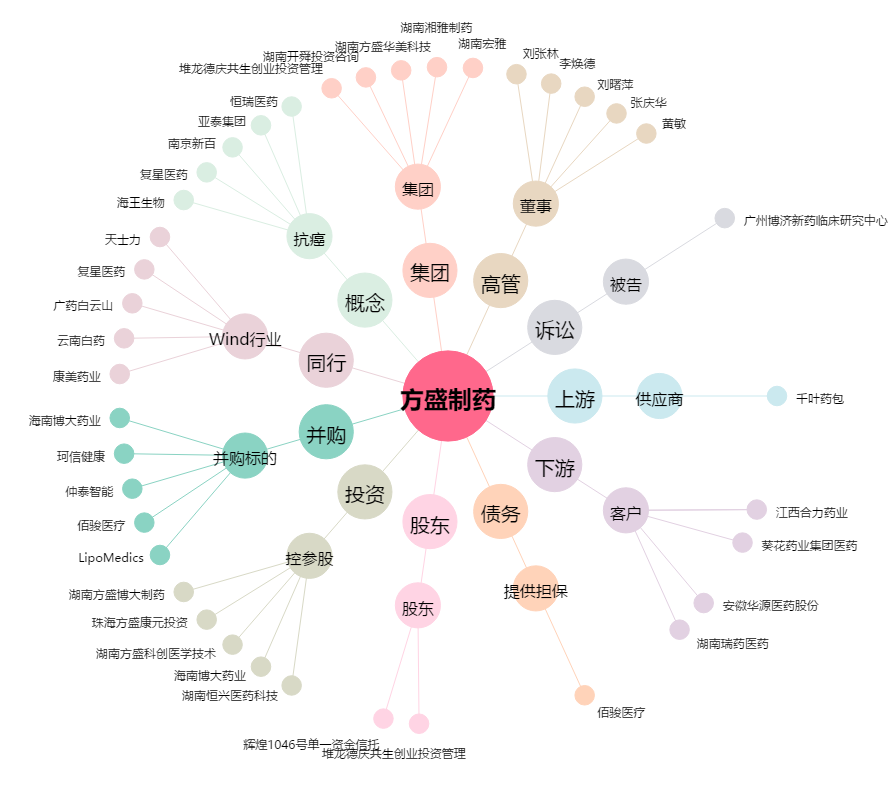 方盛制药
集团
集团
堆龙德庆共生创业投资管理
湖南开舜投资咨询
湖南方盛华美科技
湖南湘雅制药
湖南宏雅
高管
董事
刘张林
李焕德
刘曙萍
张庆华
黄敏
诉讼
被告
广州博济新药临床研究中心
上游
供应商
千叶药包
下游
客户
江西合力药业
葵花药业集团医药
安徽华源医药股份
湖南瑞药医药
债务
提供担保
佰骏医疗
股东
股东
辉煌1046号单一资金信托
堆龙德庆共生创业投资管理
投资
控参股
湖南方盛博大制药
珠海方盛康元投资
湖南方盛科创医学技术
海南博大药业
湖南恒兴医药科技
并购
并购标的
海南博大药业
珂信健康
仲泰智能
佰骏医疗
LipoMedics
同行
Wind行业
天士力
复星医药
广药白云山
云南白药
康美药业
概念
抗癌
恒瑞医药
亚泰集团
南京新百
复星医药
海王生物